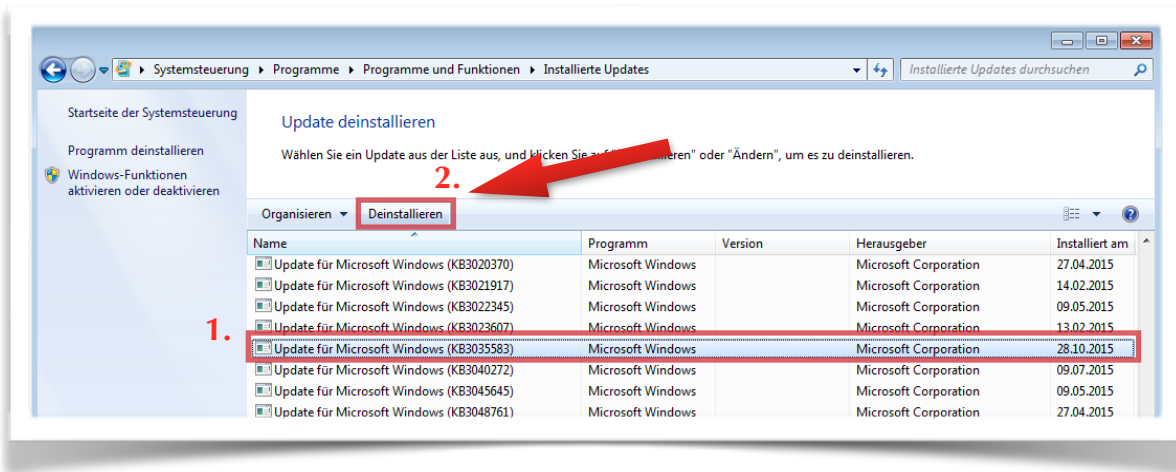 Systemsteuerung ▸ Programme ▸ Programme und Funktionen ▸ Installierte Updates
Installierte Updates durchsuchen
Startseite der Systemsteuerung
Programm deinstallieren
Windows-Funktionen
aktivieren oder deaktivieren
Update deinstallieren
Wählen Sie ein Update aus der Liste aus, und klicken Sie auf oder "Ändern", um es zu deinstallieren.
2.
Organisieren Deinstallieren
Name Programm Version Herausgeber Installiert am
Update für Microsoft Windows (KB3020370) Microsoft Windows Microsoft Corporation 27.04.2015
Update für Microsoft Windows (KB3021917) Microsoft Windows Microsoft Corporation 14.02.2015
Update für Microsoft Windows (KB3022345) Microsoft Windows Microsoft Corporation 09.05.2015
Update für Microsoft Windows (KB3023607) Microsoft Windows Microsoft Corporation 13.02.2015
1.
Update für Microsoft Windows (KB3035583) Microsoft Windows Microsoft Corporation 28.10.2015
Update für Microsoft Windows (KB3040272) Microsoft Windows Microsoft Corporation 09.07.2015
Update für Microsoft Windows (KB3045645) Microsoft Windows Microsoft Corporation 09.05.2015
Update für Microsoft Windows (KB3048761) Microsoft Windows Microsoft Corporation 27.04.2015